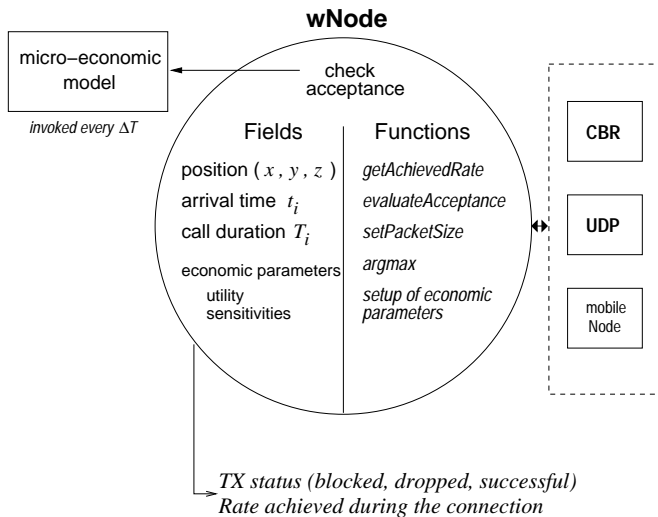 wNode
micro-economic
model
invoked every ΔT
check
acceptance
Fields
position ( x , y , z )
arrival time t_i
call duration T_i
economic parameters
utility
sensitivities
Functions
getAchievedRate
evaluateAcceptance
setPacketSize
argmax
setup of economic
parameters
CBR
UDP
mobile
Node
TX status (blocked, dropped, successful)
Rate achieved during the connection